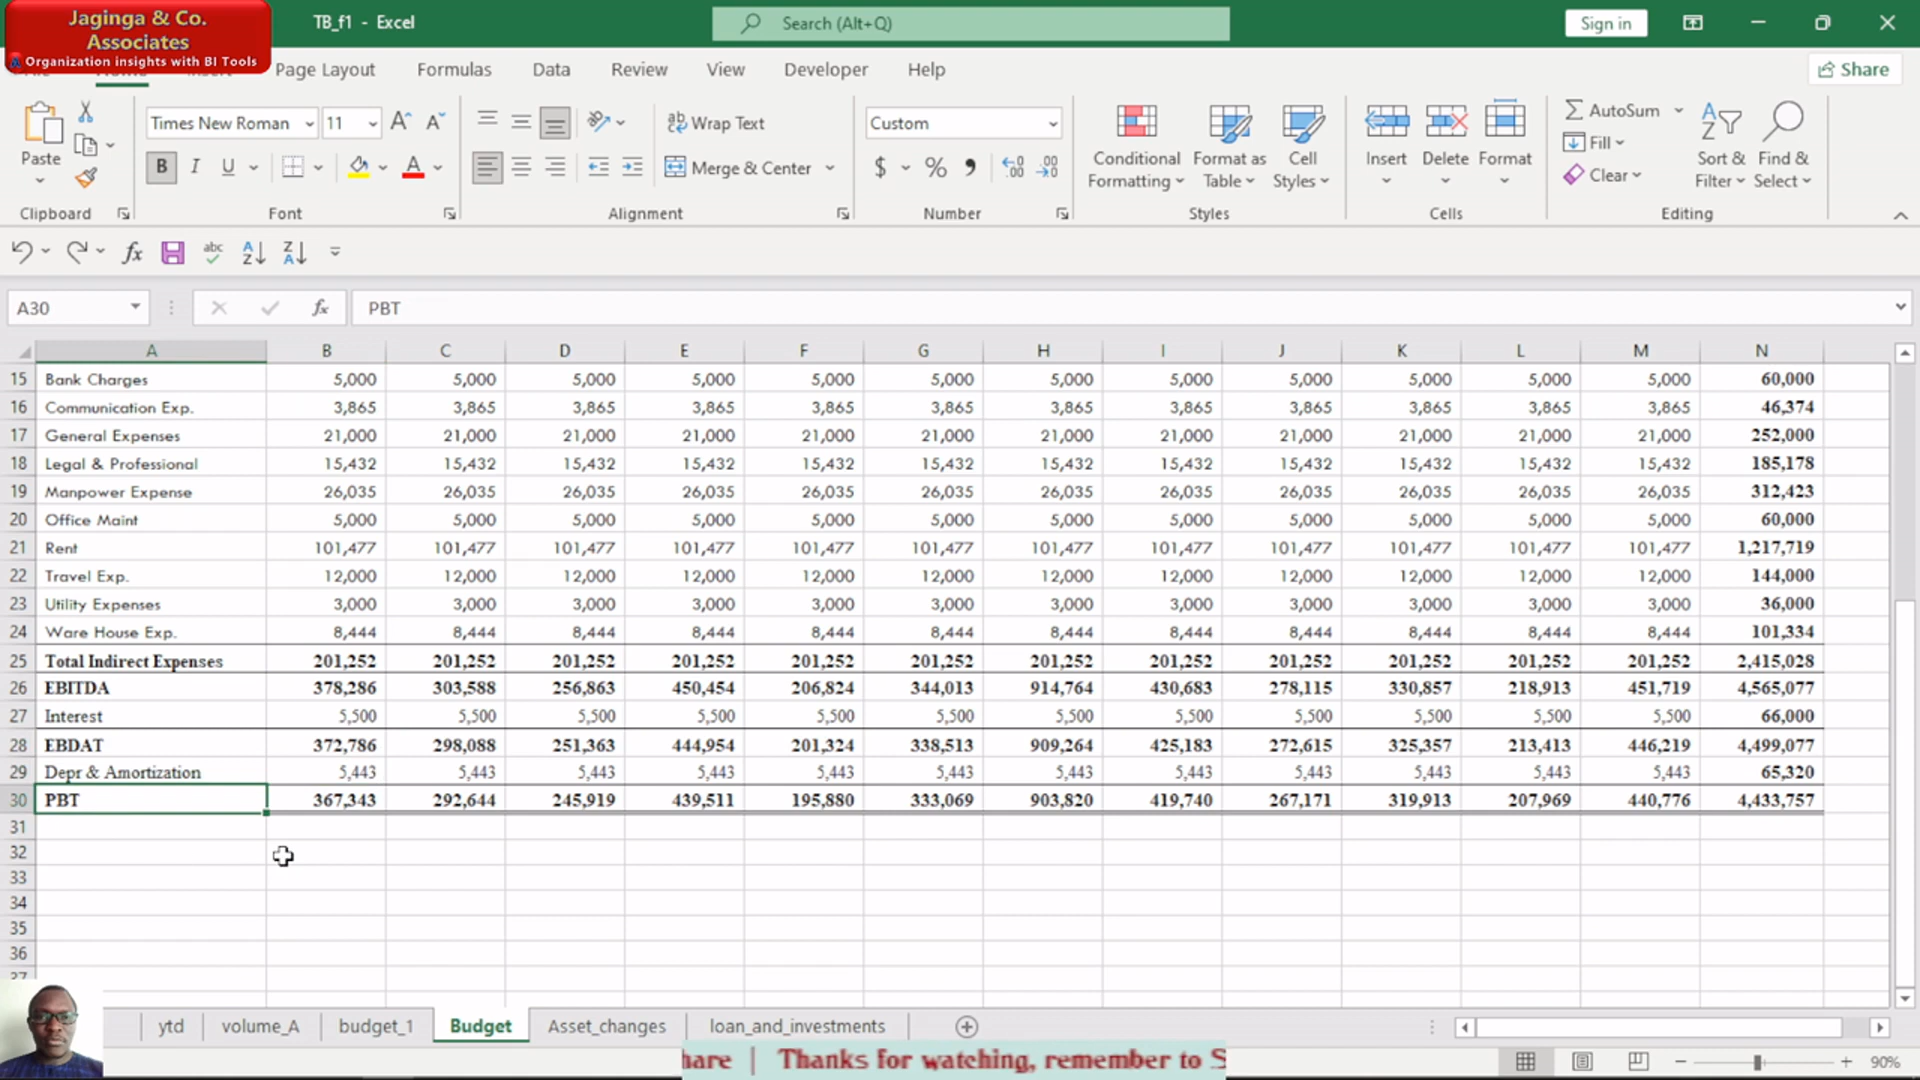 Jaginga & Co.
Associates
Organization insights with BI Tools
TB_f1 - Excel
Search (Alt+Q)
Sign in
Page Layout Formulas Data Review View Developer Help
Share
Paste
Times New Roman 11
B I U
Wrap Text
Merge & Center
Custom
$ % ,
Conditional Formatting
Format as Table
Cell Styles
Insert Delete Format
AutoSum
Fill
Clear
Sort & Filter
Find & Select
Clipboard Font Alignment Number Styles Cells Editing
A30 fx PBT
A B C D E F G H I J K L M N
15 Bank Charges 5,000 5,000 5,000 5,000 5,000 5,000 5,000 5,000 5,000 5,000 5,000 5,000 60,000
16 Communication Exp. 3,865 3,865 3,865 3,865 3,865 3,865 3,865 3,865 3,865 3,865 3,865 3,865 46,374
17 General Expenses 21,000 21,000 21,000 21,000 21,000 21,000 21,000 21,000 21,000 21,000 21,000 21,000 252,000
18 Legal & Professional 15,432 15,432 15,432 15,432 15,432 15,432 15,432 15,432 15,432 15,432 15,432 15,432 185,178
19 Manpower Expense 26,035 26,035 26,035 26,035 26,035 26,035 26,035 26,035 26,035 26,035 26,035 26,035 312,423
20 Office Maint 5,000 5,000 5,000 5,000 5,000 5,000 5,000 5,000 5,000 5,000 5,000 5,000 60,000
21 Rent 101,477 101,477 101,477 101,477 101,477 101,477 101,477 101,477 101,477 101,477 101,477 101,477 1,217,719
22 Travel Exp. 12,000 12,000 12,000 12,000 12,000 12,000 12,000 12,000 12,000 12,000 12,000 12,000 144,000
23 Utility Expenses 3,000 3,000 3,000 3,000 3,000 3,000 3,000 3,000 3,000 3,000 3,000 3,000 36,000
24 Ware House Exp. 8,444 8,444 8,444 8,444 8,444 8,444 8,444 8,444 8,444 8,444 8,444 8,444 101,334
25 Total Indirect Expenses 201,252 201,252 201,252 201,252 201,252 201,252 201,252 201,252 201,252 201,252 201,252 201,252 2,415,028
26 EBITDA 378,286 303,588 256,863 450,454 206,824 344,013 914,764 430,683 278,115 330,857 218,913 451,719 4,565,077
27 Interest 5,500 5,500 5,500 5,500 5,500 5,500 5,500 5,500 5,500 5,500 5,500 5,500 66,000
28 EBDAT 372,786 298,088 251,363 444,954 201,324 338,513 909,264 425,183 272,615 325,357 213,413 446,219 4,499,077
29 Depr & Amortization 5,443 5,443 5,443 5,443 5,443 5,443 5,443 5,443 5,443 5,443 5,443 5,443 65,320
30 PBT 367,343 292,644 245,919 439,511 195,880 333,069 903,820 419,740 267,171 319,913 207,969 440,776 4,433,757
31
32
33
34
35
36
ytd volume_A budget_1 Budget Asset_changes loan_and_investments
hare | Thanks for watching, remember to S
90%